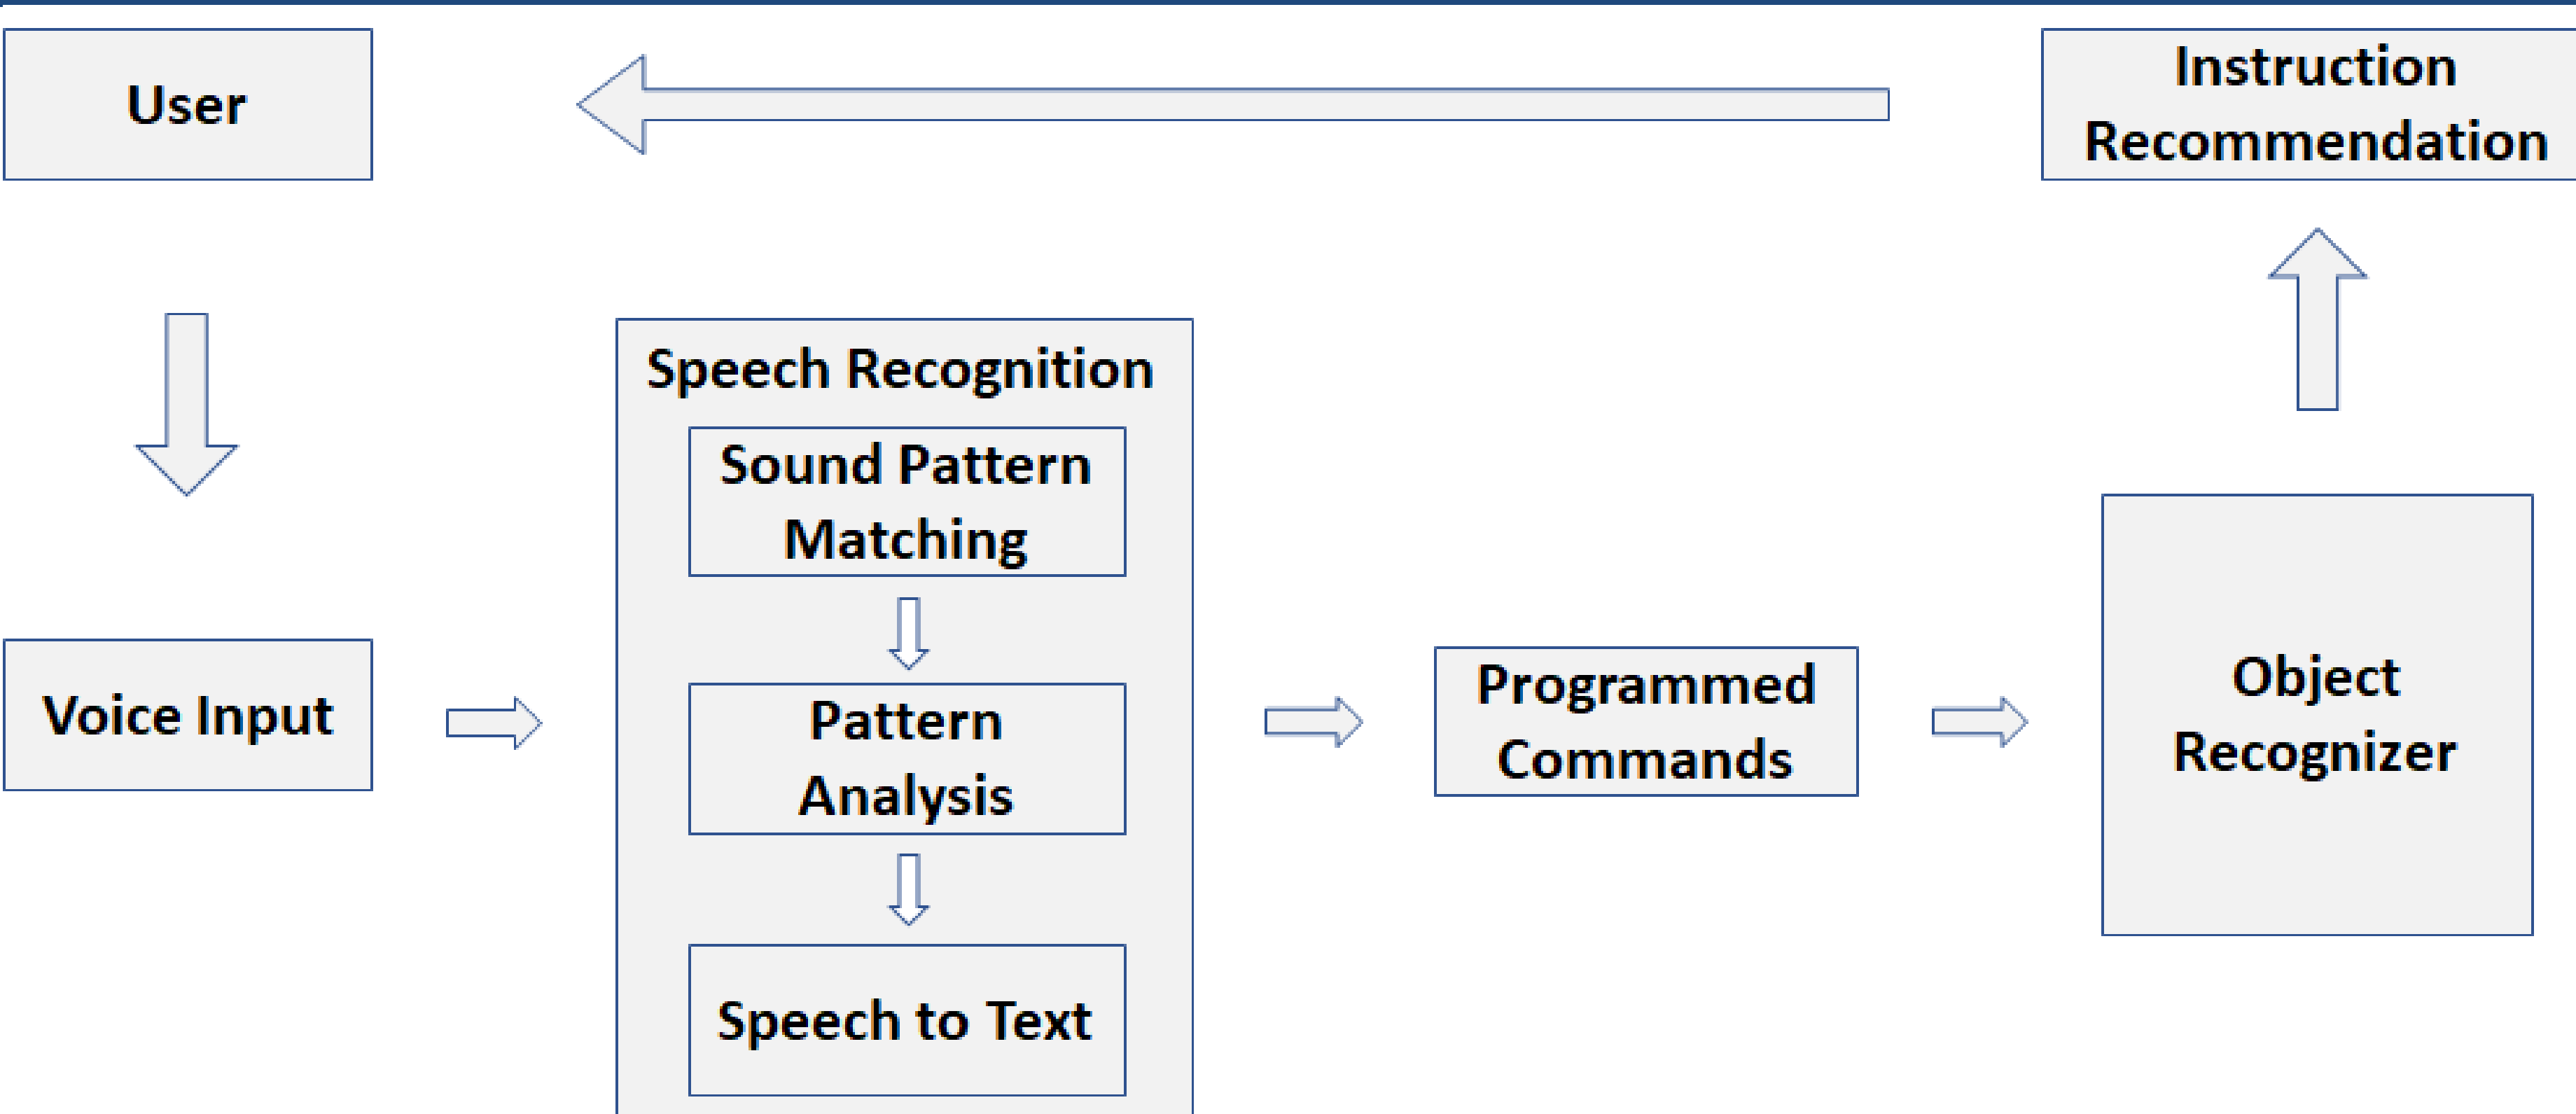 User
Instruction
Recommendation
Speech Recognition
Sound Pattern
Matching
Voice Input
Pattern
Analysis
Programmed
Commands
Object
Recognizer
Speech to Text